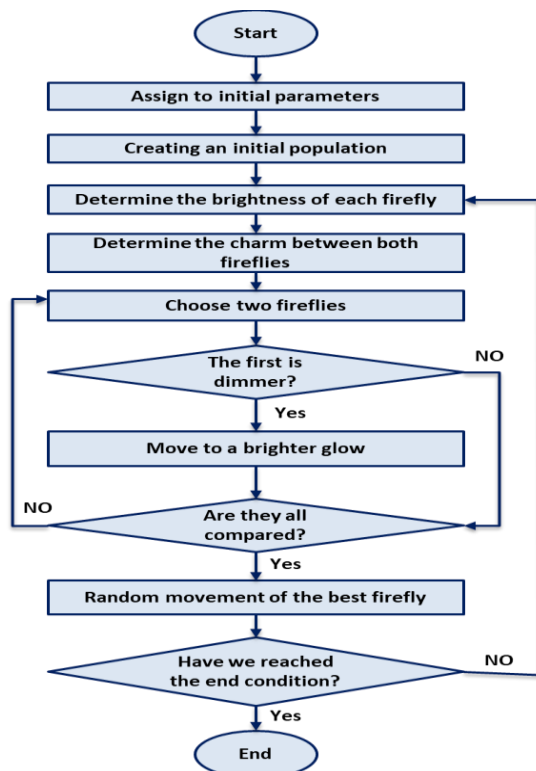 Start
Assign to initial parameters
Creating an initial population
Determine the brightness of each firefly
Determine the charm between both
fireflies
Choose two fireflies
The first is
dimmer?
NO
Yes
Move to a brighter glow
NO
Are they all
compared?
Yes
Random movement of the best firefly
Have we reached
the end condition?
NO
Yes
End